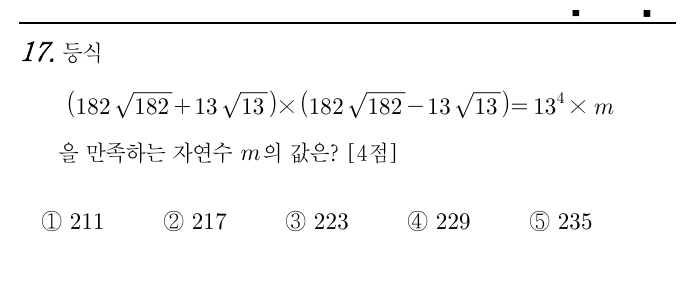 17. 등식
(182√182+13√13)×(182√182−13√13)=13⁴×m
을 만족하는 자연수 m의 값은? [4점]
① 211 ② 217 ③ 223 ④ 229 ⑤ 235